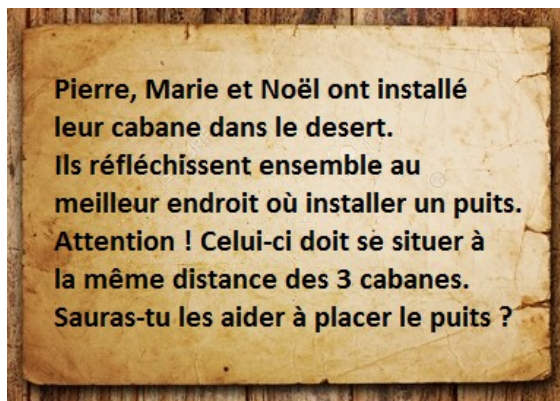 Pierre, Marie et Noël ont installé
leur cabane dans le desert.
Ils réfléchissent ensemble au
meilleur endroit où installer un puits.
Attention ! Celui-ci doit se situer à
la même distance des 3 cabanes.
Sauras-tu les aider à placer le puits ?